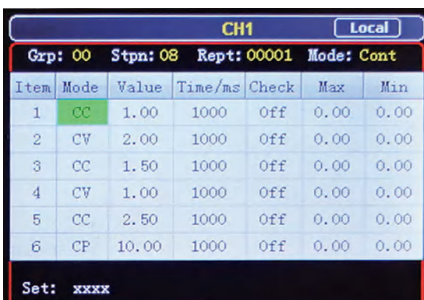 CH1 Local
Grp: 00 Stpn: 08 Rept: 00001 Mode: Cont
Item Mode Value Time/ms Check Max Min
1 CC 1.00 1000 Off 0.00 0.00
2 CV 2.00 1000 Off 0.00 0.00
3 CC 1.50 1000 Off 0.00 0.00
4 CV 1.00 1000 Off 0.00 0.00
5 CC 2.50 1000 Off 0.00 0.00
6 CP 10.00 1000 Off 0.00 0.00
Set: xxxx